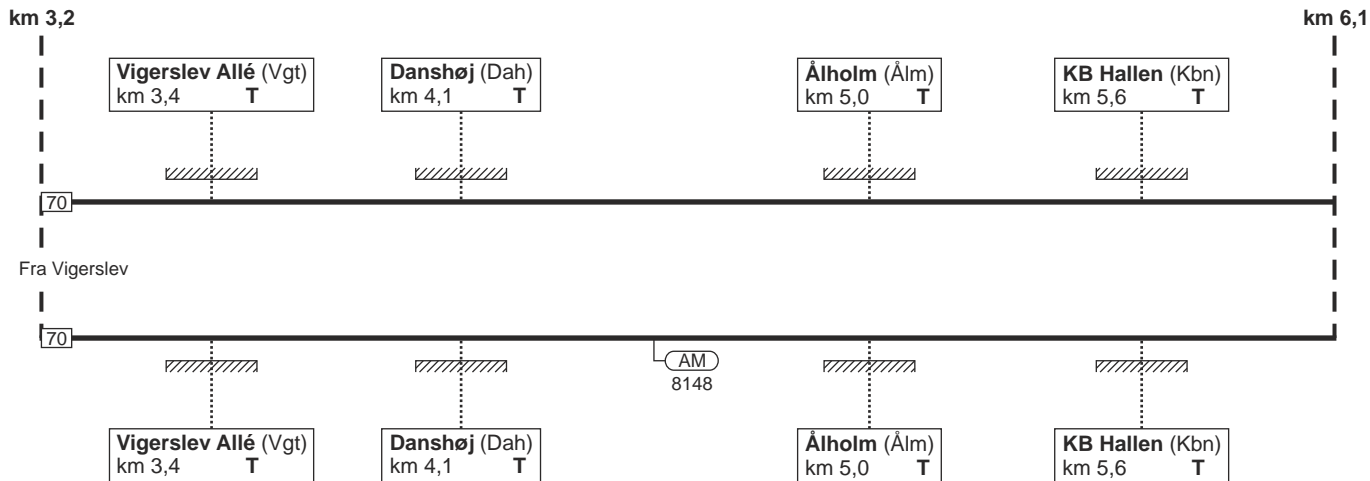 km 3,2
km 6,1
Vigerslev Allé (Vgt)
km 3,4 T
Danshøj (Dah)
km 4,1 T
Ålholm (Ålm)
km 5,0 T
KB Hallen (Kbn)
km 5,6 T
70
Fra Vigerslev
70
AM
8148
Vigerslev Allé (Vgt)
km 3,4 T
Danshøj (Dah)
km 4,1 T
Ålholm (Ålm)
km 5,0 T
KB Hallen (Kbn)
km 5,6 T